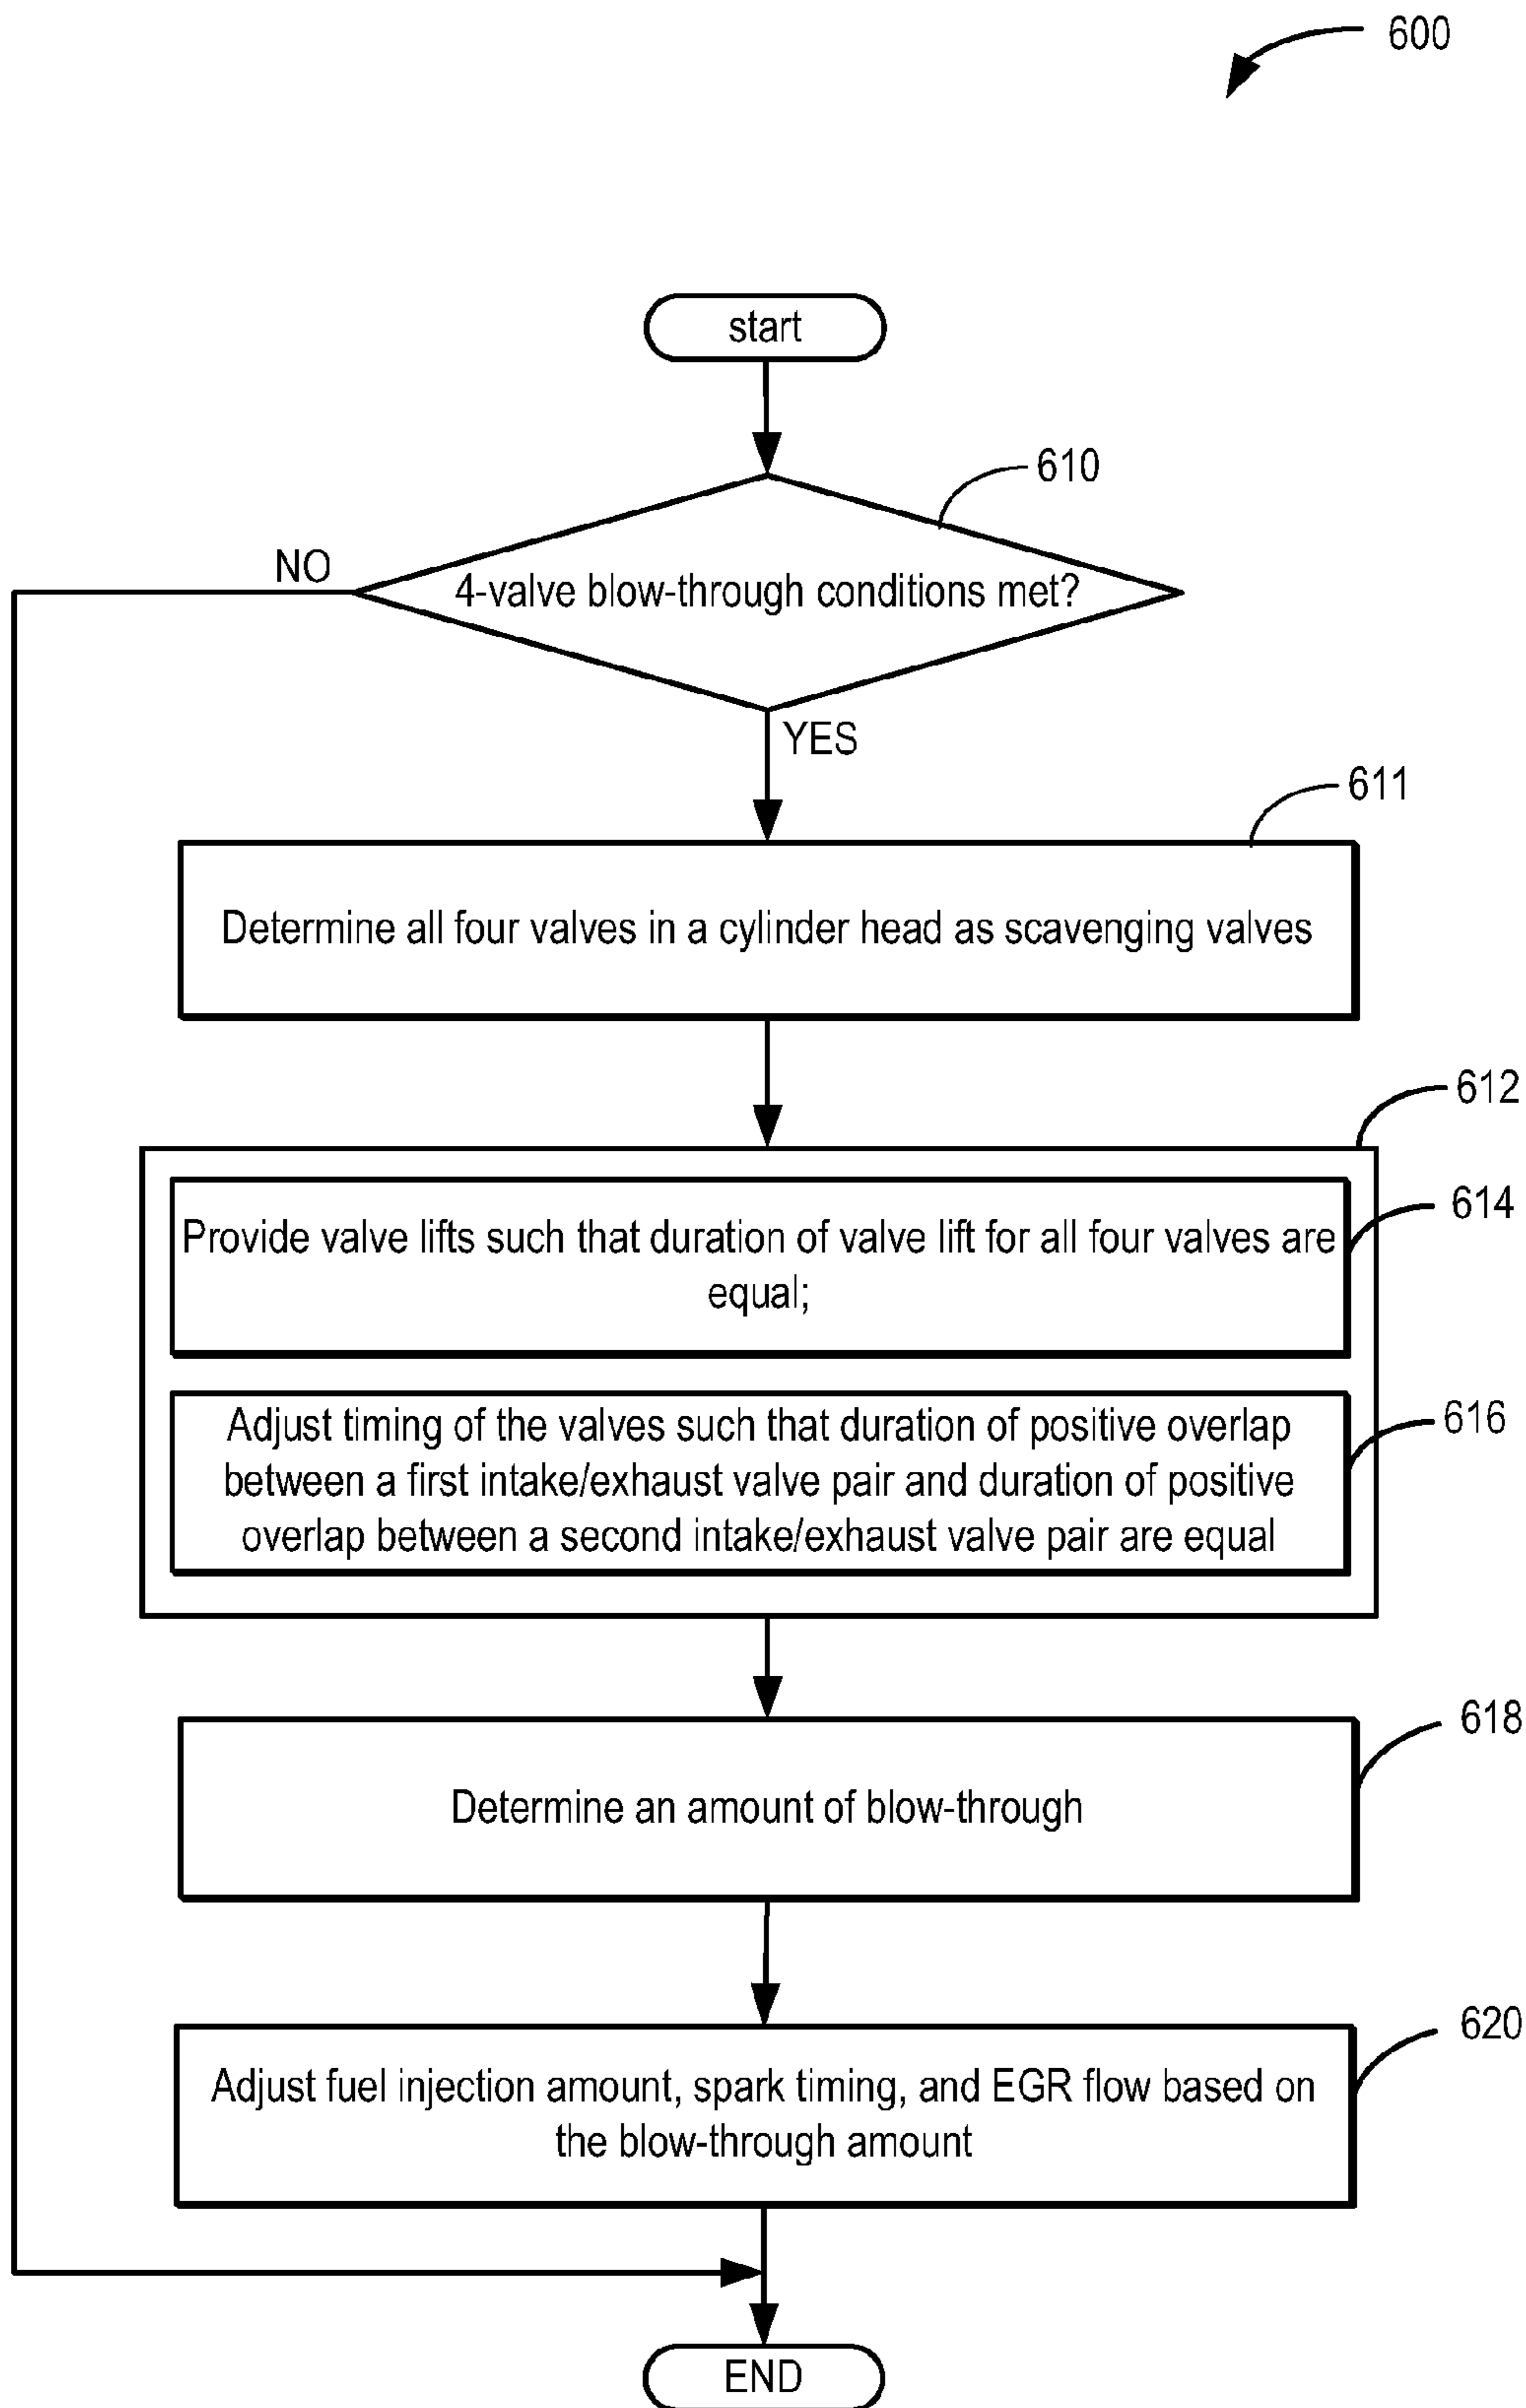 600
start
610
NO
4-valve blow-through conditions met?
YES
611
Determine all four valves in a cylinder head as scavenging valves
612
614
Provide valve lifts such that duration of valve lift for all four valves are
equal;
616
Adjust timing of the valves such that duration of positive overlap
between a first intake/exhaust valve pair and duration of positive
overlap between a second intake/exhaust valve pair are equal
618
Determine an amount of blow-through
620
Adjust fuel injection amount, spark timing, and EGR flow based on
the blow-through amount
END